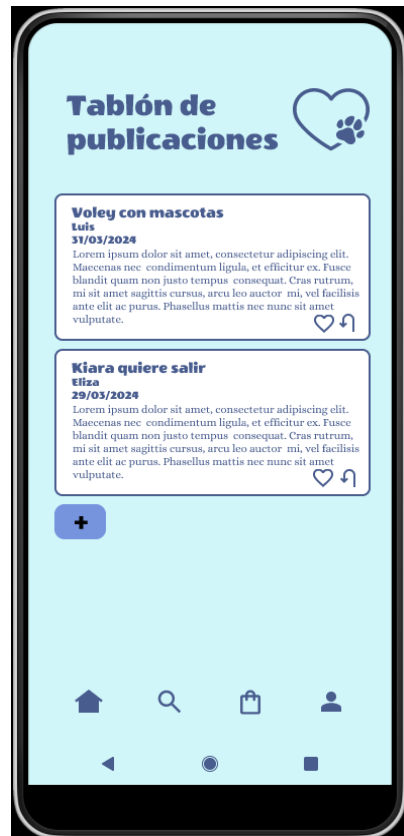 Tablón de
publicaciones
Voley con mascotas
Luis
31/03/2024
Lorem ipsum dolor sit amet, consectetur adipiscing elit.
Maecenas nec condimentum ligula, et efficitur ex. Fusce
blandit quam non justo tempus consequat. Cras rutrum,
mi sit amet sagittis cursus, arcu leo auctor mi, vel facilisis
ante elit ac purus. Phasellus mattis nec nunc sit amet
vulputate.
Kiara quiere salir
Eliza
29/03/2024
Lorem ipsum dolor sit amet, consectetur adipiscing elit.
Maecenas nec condimentum ligula, et efficitur ex. Fusce
blandit quam non justo tempus consequat. Cras rutrum,
mi sit amet sagittis cursus, arcu leo auctor mi, vel facilisis
ante elit ac purus. Phasellus mattis nec nunc sit amet
vulputate.
+